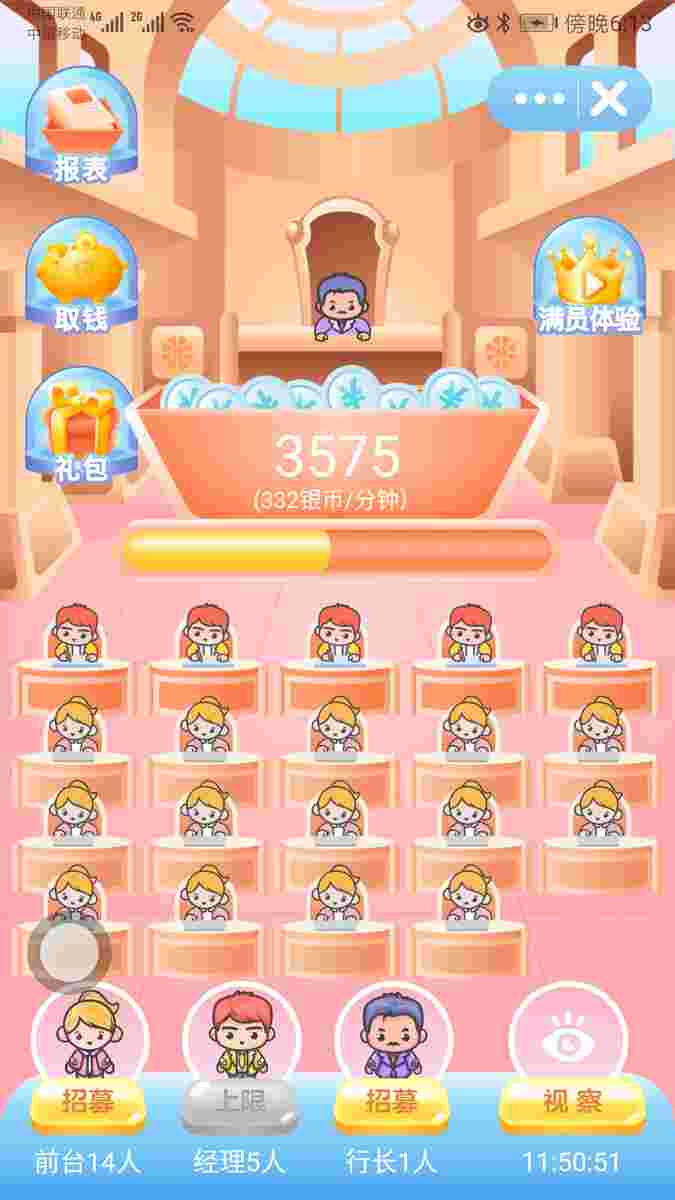 中国联通 4G 2G 傍晚6:13
中国移动
报表
取钱
满员体验
礼包
3575
(332银币/分钟)
招募 上限 招募 视察
前台14人 经理5人 行长1人 11:50:51